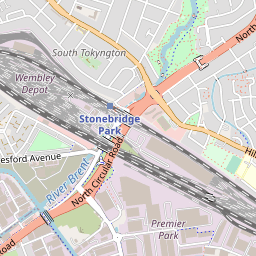 North
South Tokyngton
Wembley
Depot
Stonebridge
Park
esford Avenue
Hil
River Brent
North Circular Road
Premier
Park
Road